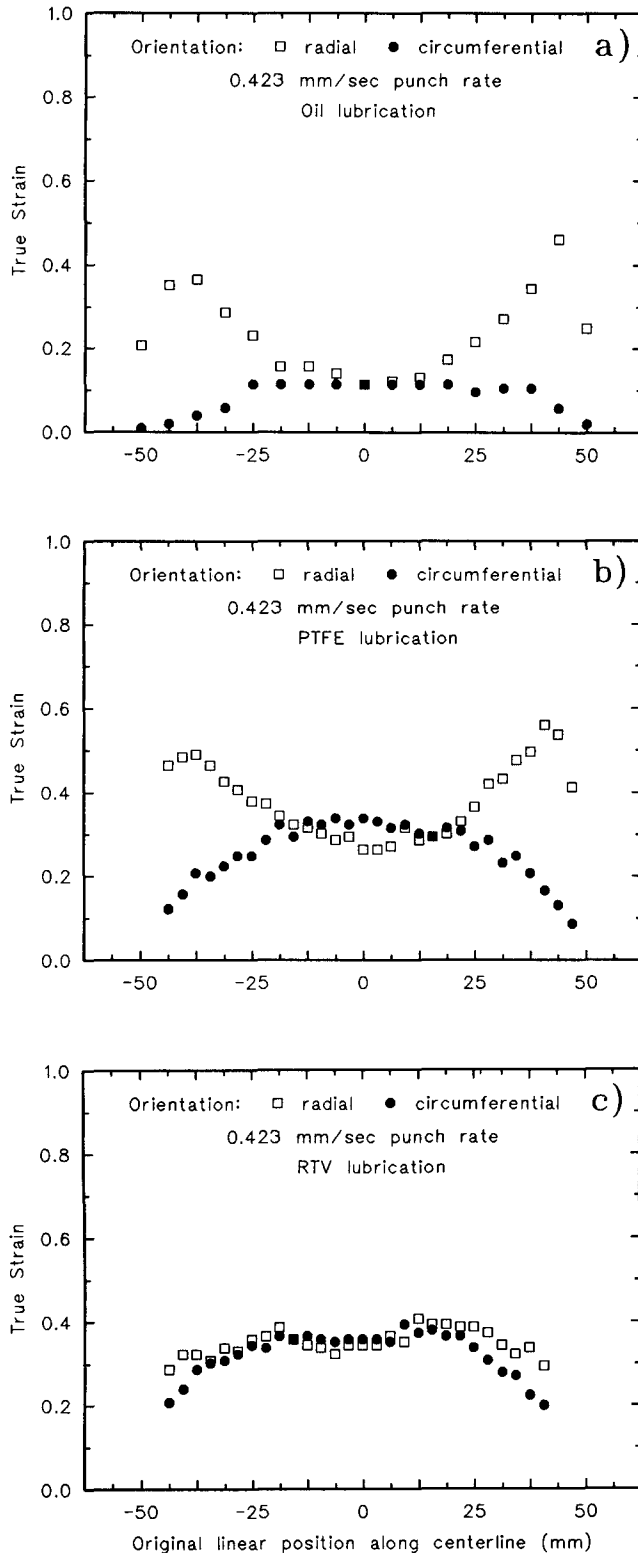 1.0
Orientation: □ radial ● circumferential a)
0.423 mm/sec punch rate
Oil lubrication
0.8
0.6
True Strain
0.4
0.2
0.0
-50 -25 0 25 50
1.0
Orientation: □ radial ● circumferential b)
0.423 mm/sec punch rate
PTFE lubrication
0.8
0.6
True Strain
0.4
0.2
0.0
-50 -25 0 25 50
1.0
Orientation: □ radial ● circumferential c)
0.423 mm/sec punch rate
RTV lubrication
0.8
0.6
True Strain
0.4
0.2
0.0
-50 -25 0 25 50
Original linear position along centerline (mm)